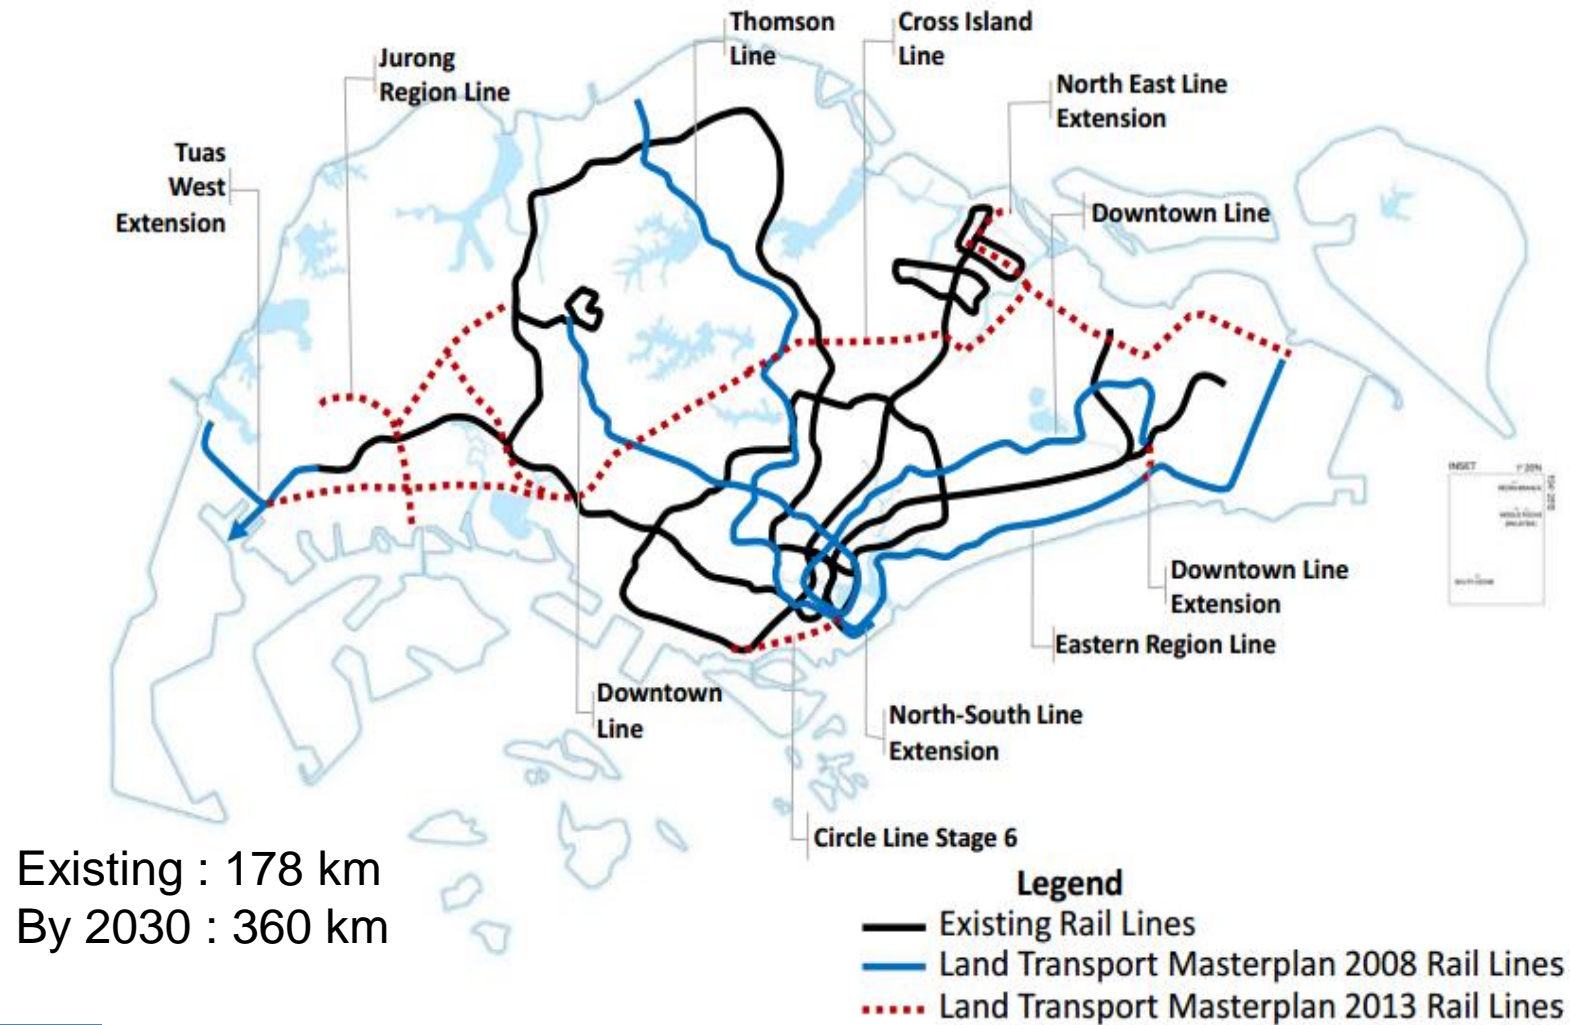 Thomson
Line
Cross Island
Line
Jurong
Region Line
North East Line
Extension
Tuas
West
Extension
Downtown Line
INSET
Downtown Line
Extension
Eastern Region Line
Downtown
Line
North-South Line
Extension
Circle Line Stage 6
Existing : 178 km
By 2030 : 360 km
Legend
Existing Rail Lines
Land Transport Masterplan 2008 Rail Lines
Land Transport Masterplan 2013 Rail Lines